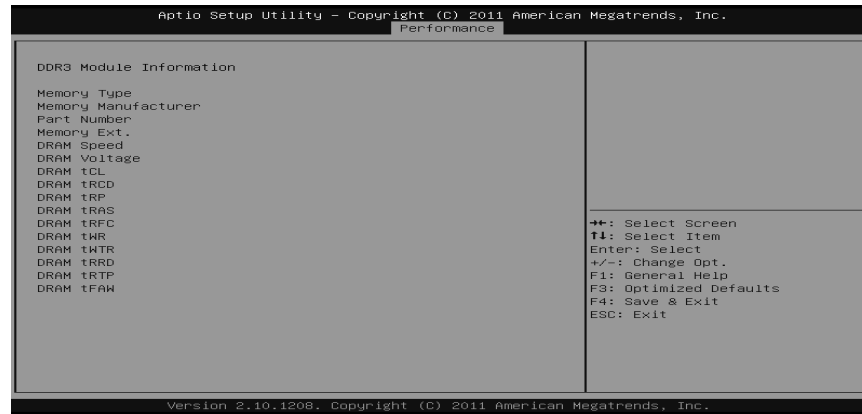 Aptio Setup Utility – Copyright (C) 2011 American Megatrends, Inc.
Performance
DDR3 Module Information
Memory Type
Memory Manufacturer
Part Number
Memory Ext.
DRAM Speed
DRAM Voltage
DRAM tCL
DRAM tRCD
DRAM tRP
DRAM tRAS
DRAM tRFC
DRAM tWR
DRAM tWTR
DRAM tRRD
DRAM tRTP
DRAM tFAW
→←: Select Screen
↑↓: Select Item
Enter: Select
+/-: Change Opt.
F1: General Help
F3: Optimized Defaults
F4: Save & Exit
ESC: Exit
Version 2.10.1208. Copyright (C) 2011 American Megatrends, Inc.